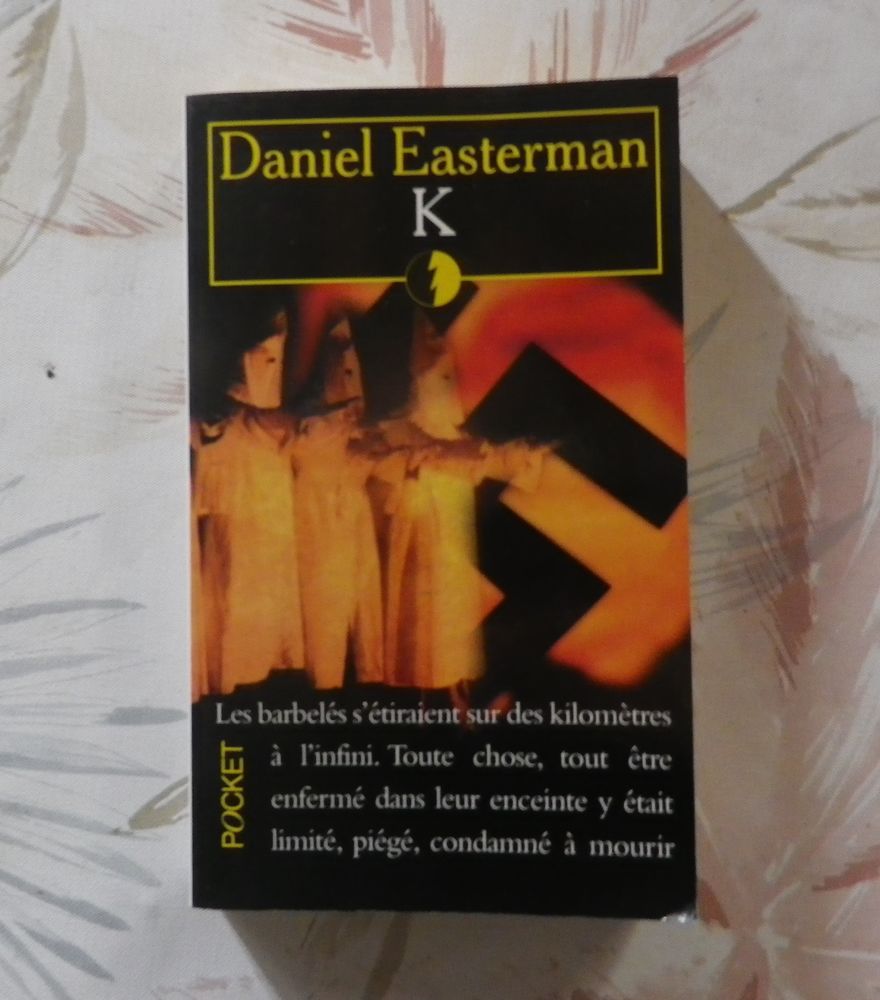 Daniel Easterman
K
Les barbelés s'étiraient sur des kilomètres
à l'infini. Toute chose, tout être
enfermé dans leur enceinte y était
limité, piégé, condamné à mourir
POCKET